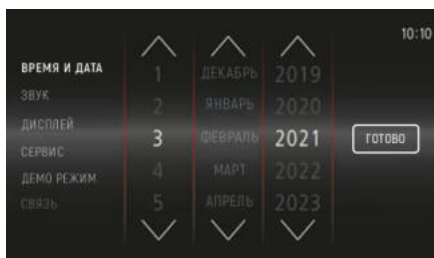 10:10
ВРЕМЯ И ДАТА
ЗВУК
ДИСПЛЕЙ
СЕРВИС
ДЕМО РЕЖИМ
СВЯЗЬ
1 ДЕКАБРЬ 2019
2 ЯНВАРЬ 2020
3 ФЕВРАЛЬ 2021
4 МАРТ 2022
5 АПРЕЛЬ 2023
ГОТОВО